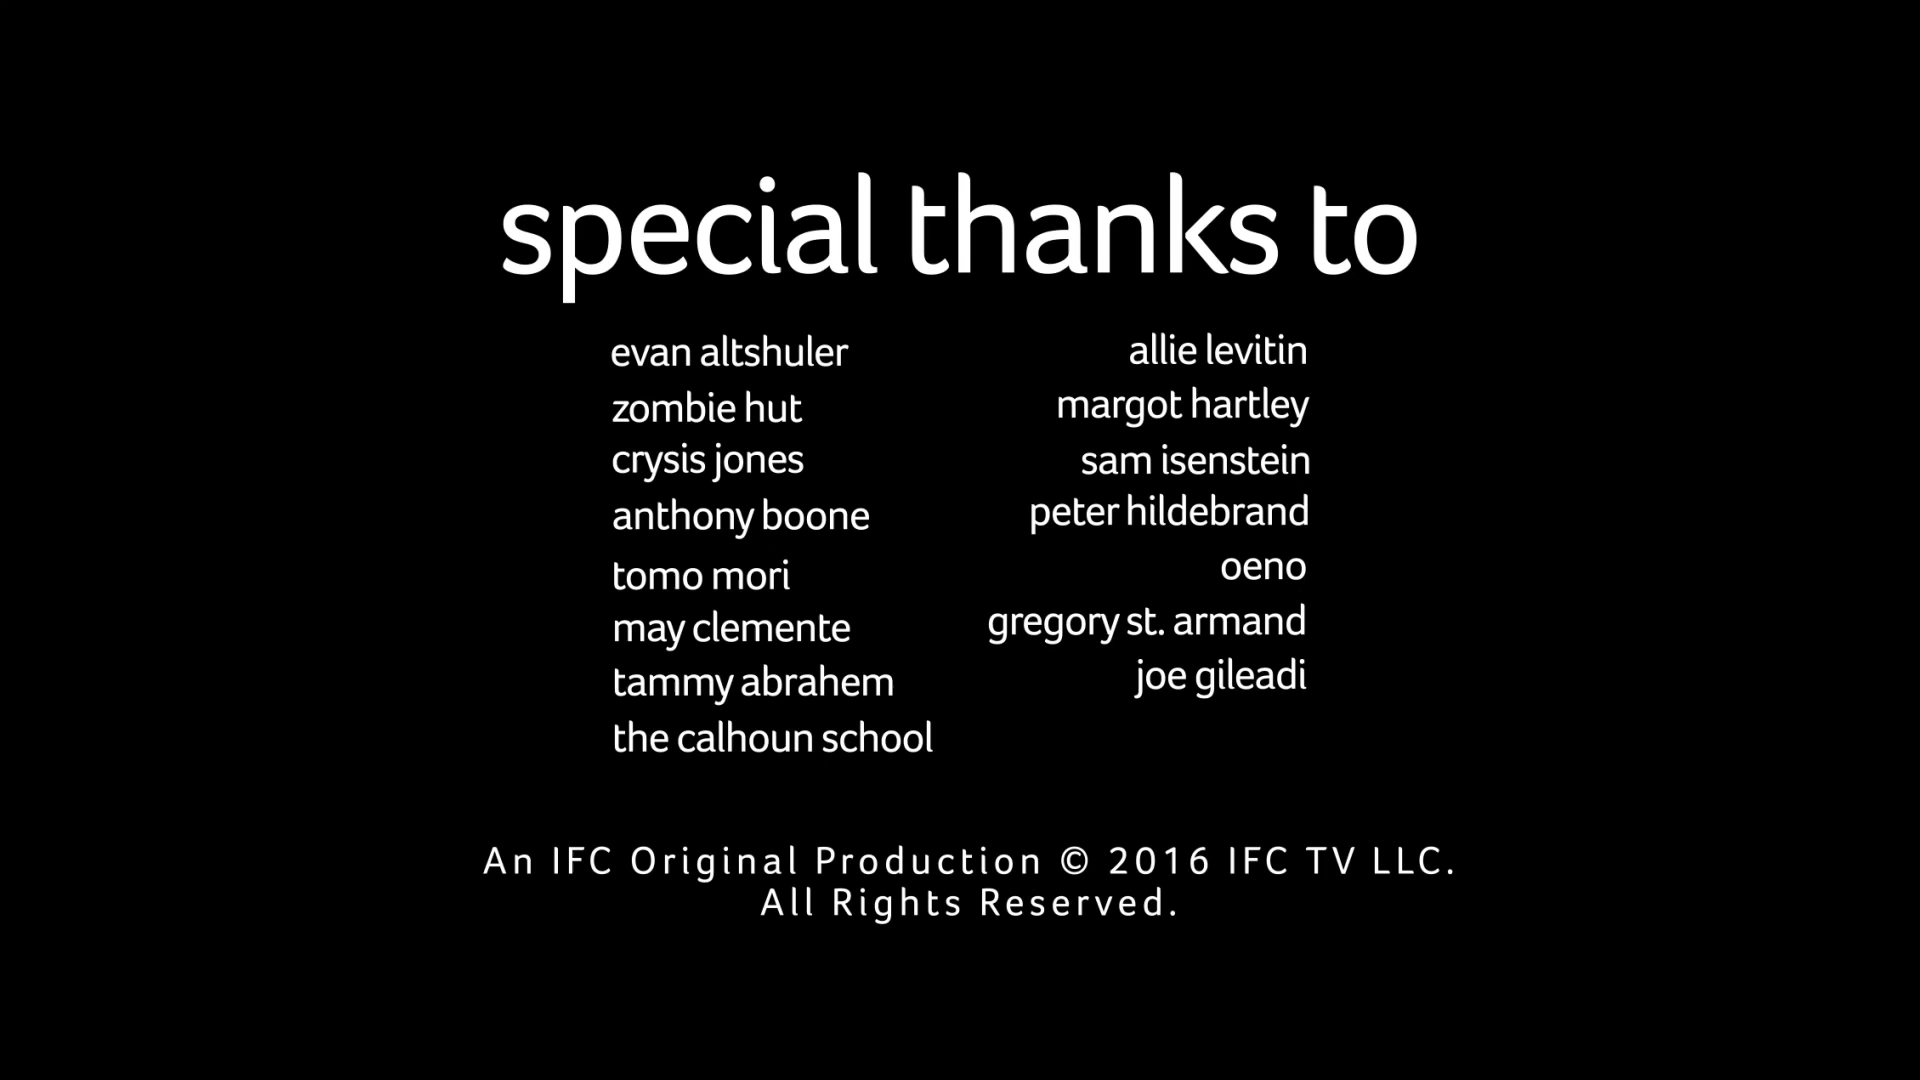 special thanks to
evan altshuler
zombie hut
crysis jones
anthony boone
tomo mori
may clemente
tammy abrahem
the calhoun school
allie levitin
margot hartley
sam isenstein
peter hildebrand
oeno
gregory st. armand
joe gileadi
An IFC Original Production © 2016 IFC TV LLC.
All Rights Reserved.